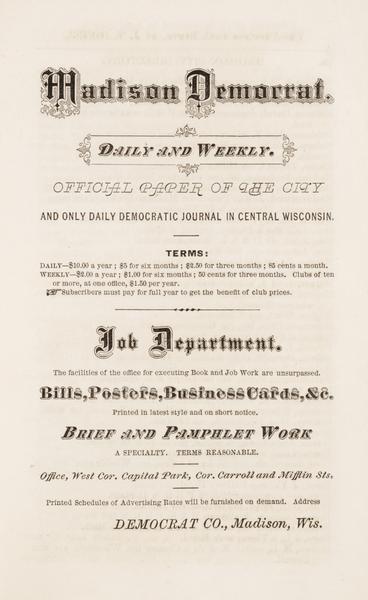 Madison Democrat.
DAILY AND WEEKLY.
OFFICIAL PAPER OF THE CITY
AND ONLY DAILY DEMOCRATIC JOURNAL IN CENTRAL WISCONSIN.
TERMS:
DAILY—$10.00 a year; $5 for six months; $2.50 for three months; 85 cents a month.
WEEKLY—$2.00 a year; $1.00 for six months; 50 cents for three months. Clubs of ten
or more, at one office, $1.50 per year.
☞Subscribers must pay for full year to get the benefit of club prices.
Job Department.
The facilities of the office for executing Book and Job Work are unsurpassed.
Bills, Posters, Business Cards, &c.
Printed in latest style and on short notice.
BRIEF AND PAMPHLET WORK
A SPECIALTY. TERMS REASONABLE.
Office, West Cor. Capital Park, Cor. Carroll and Mifflin Sts.
Printed Schedules of Advertising Rates will be furnished on demand. Address
DEMOCRAT CO., Madison, Wis.